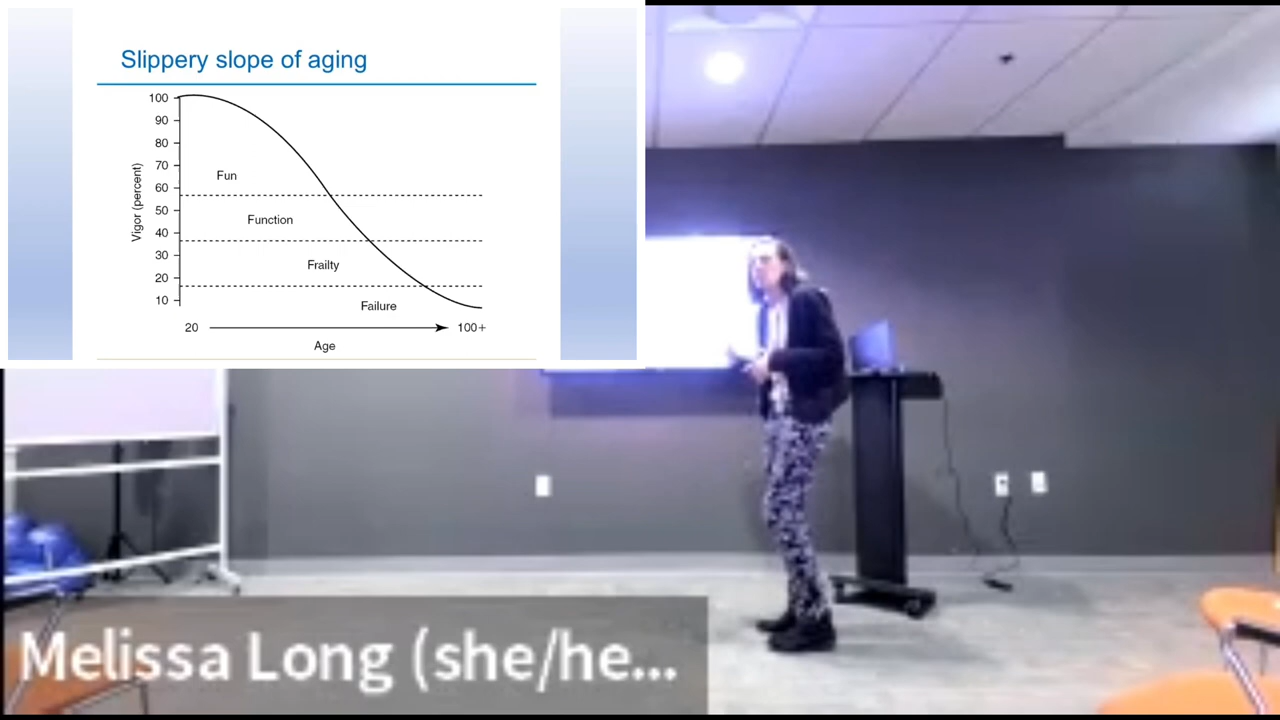 Slippery slope of aging
100
90
80
70
60
50
40
30
20
10
Vigor (percent)
Fun
Function
Frailty
Failure
20
100+
Age
Melissa Long (she/he...